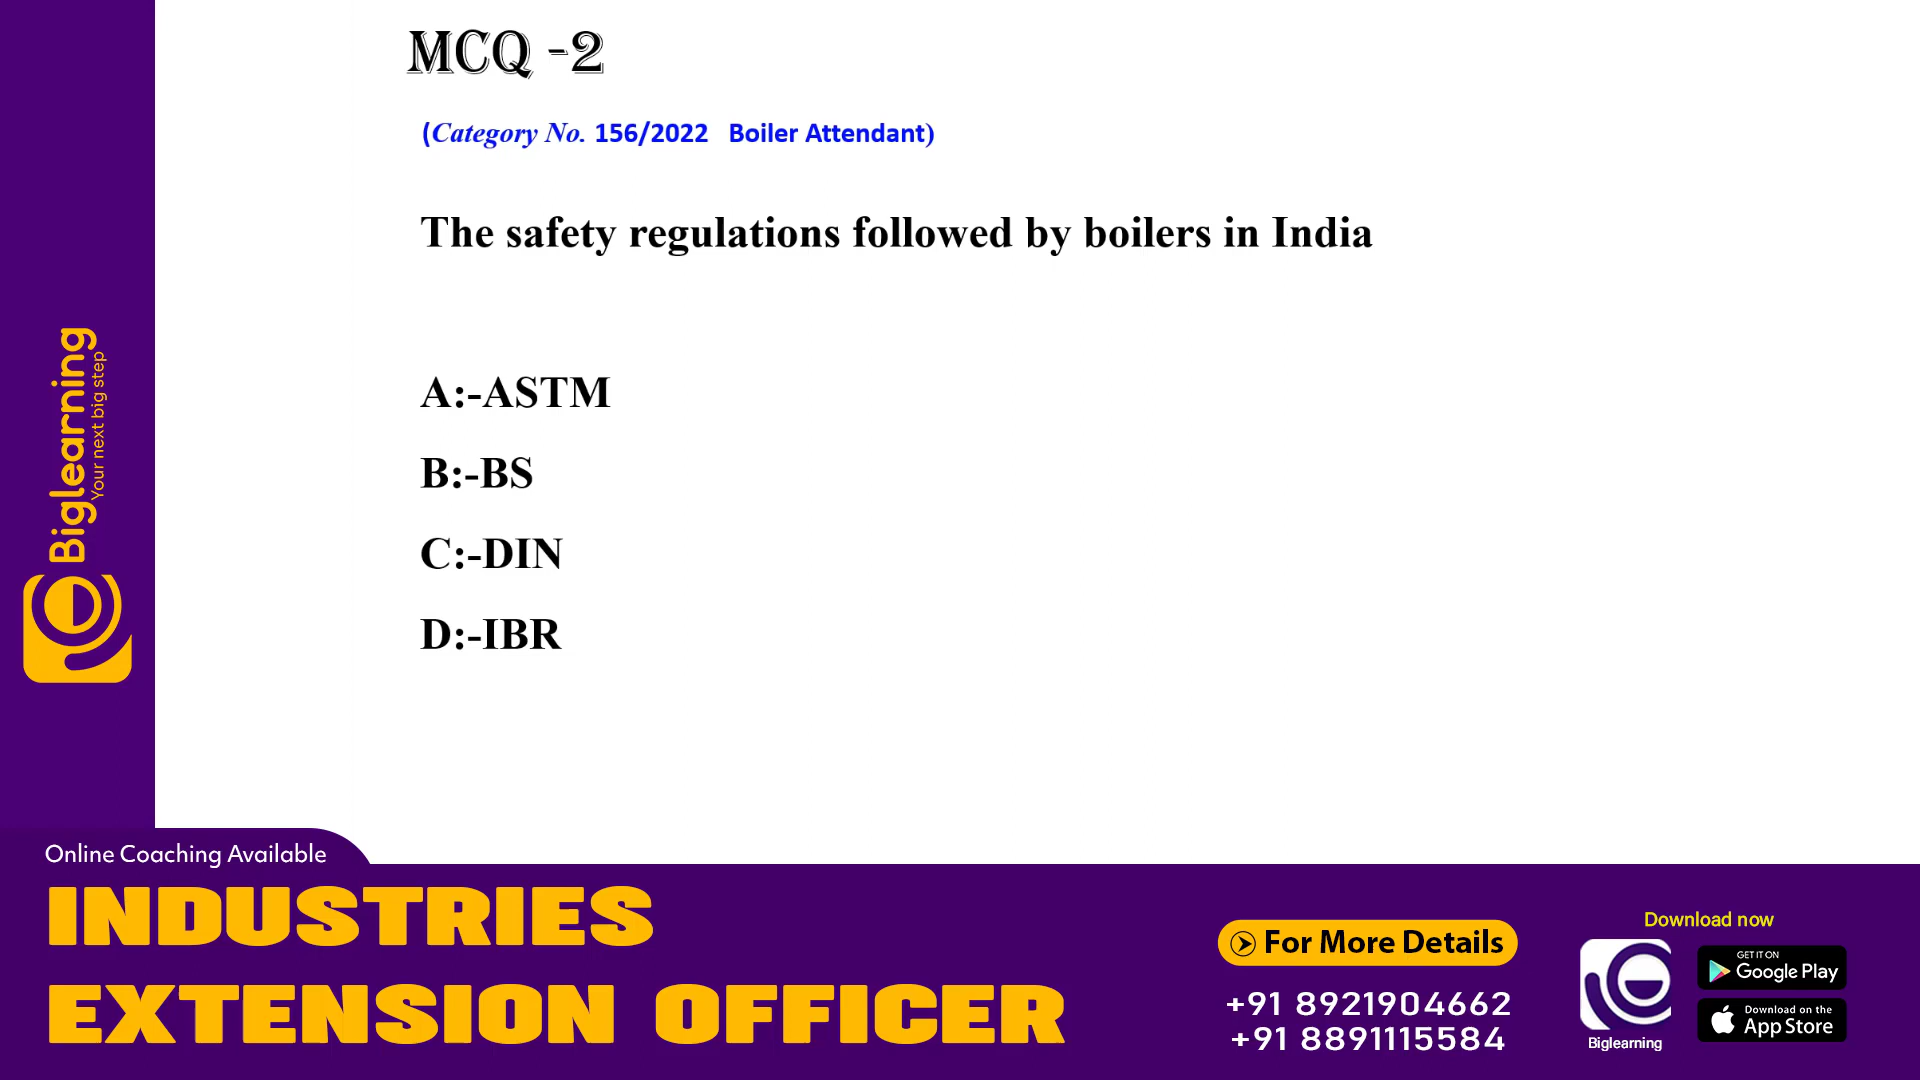 MCQ -2
(Category No. 156/2022 Boiler Attendant)
The safety regulations followed by boilers in India
A:-ASTM
B:-BS
C:-DIN
D:-IBR
Biglearning
Your next big step
Online Coaching Available
INDUSTRIES
EXTENSION OFFICER
For More Details
+91 8921904662
+91 8891115584
Download now
Biglearning
GET IT ON
Google Play
Download on the
App Store